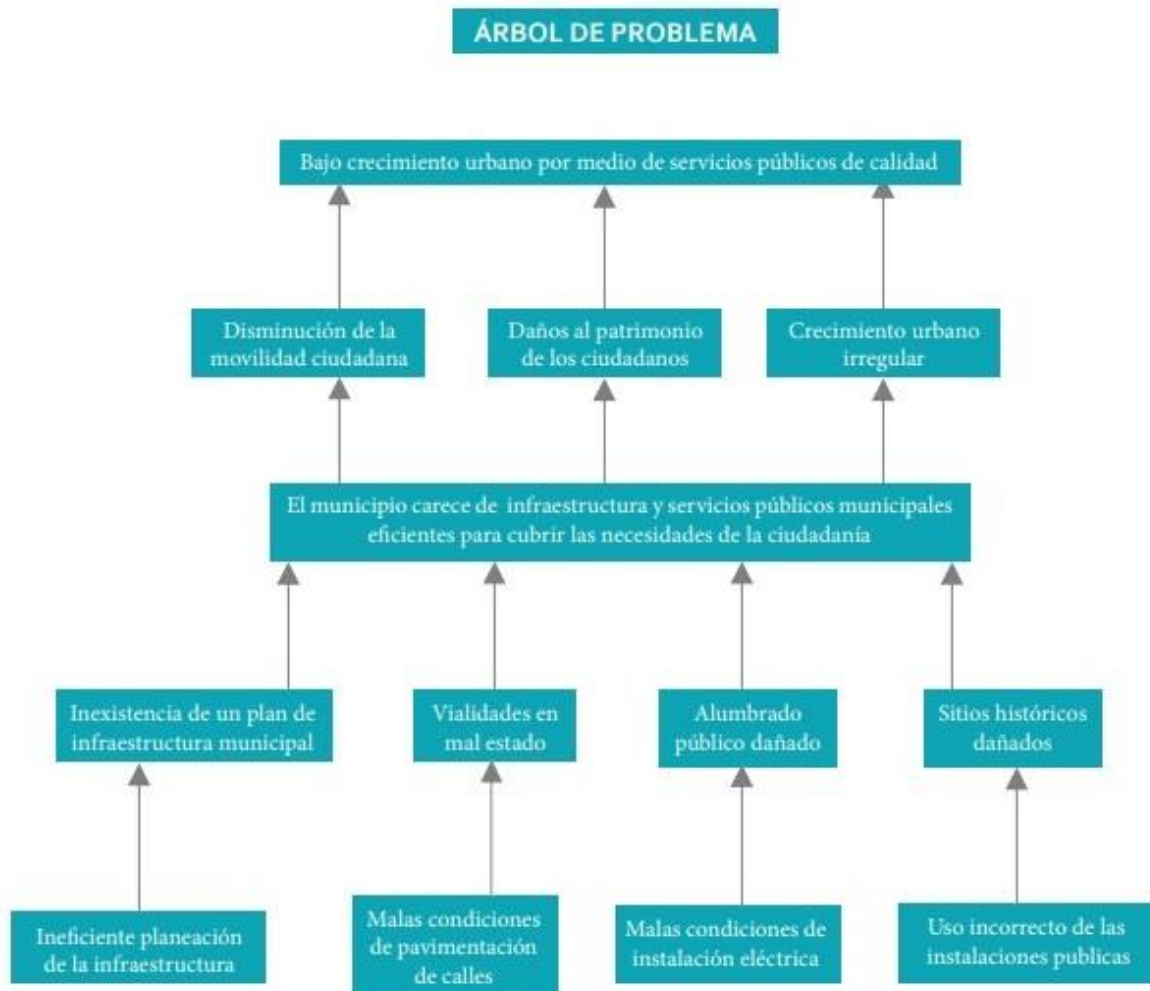 ÁRBOL DE PROBLEMA
Bajo crecimiento urbano por medio de servicios públicos de calidad
Disminución de la
movilidad ciudadana
Daños al patrimonio
de los ciudadanos
Crecimiento urbano
irregular
El municipio carece de infraestructura y servicios públicos municipales
eficientes para cubrir las necesidades de la ciudadanía
Inexistencia de un plan de
infraestructura municipal
Vialidades en
mal estado
Alumbrado
público dañado
Sitios históricos
dañados
Ineficiente planeación
de la infraestructura
Malas condiciones
de pavimentación
de calles
Malas condiciones de
instalación eléctrica
Uso incorrecto de las
instalaciones publicas